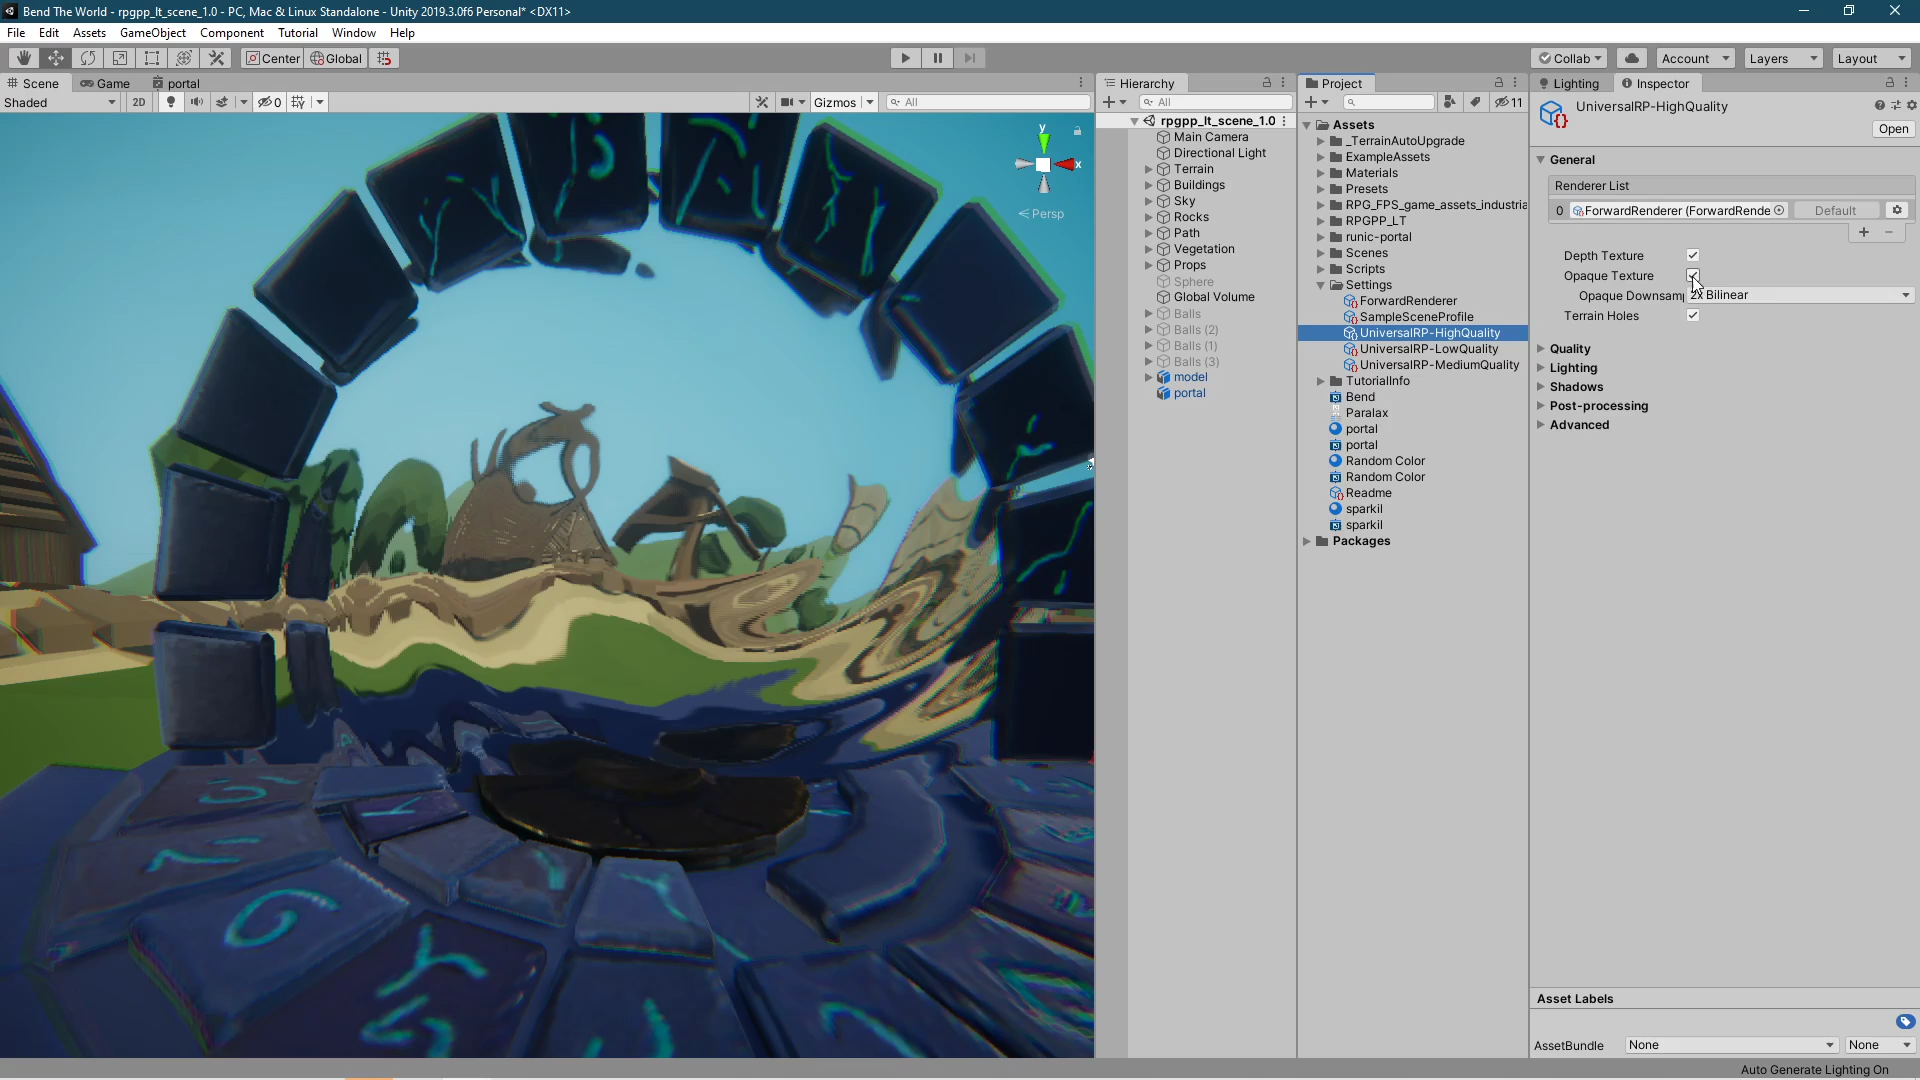 Bend The World - rpgpp_lt_scene_1.0 - PC, Mac & Linux Standalone - Unity 2019.3.0f6 Personal* <DX11>
File Edit Assets GameObject Component Tutorial Window Help
Center Global Collab Account Layers Layout
Scene Game portal
Shaded 2D 0 Gizmos All
y
x
Persp
Hierarchy
All
rpgpp_lt_scene_1.0
Main Camera
Directional Light
Terrain
Buildings
Sky
Rocks
Path
Vegetation
Props
Sphere
Global Volume
Balls
Balls (2)
Balls (1)
Balls (3)
model
portal
Project
11
Assets
_TerrainAutoUpgrade
ExampleAssets
Materials
Presets
RPG_FPS_game_assets_industria
RPGPP_LT
runic-portal
Scenes
Scripts
Settings
ForwardRenderer
SampleSceneProfile
UniversalRP-HighQuality
UniversalRP-LowQuality
UniversalRP-MediumQuality
TutorialInfo
Bend
Paralax
portal
portal
Random Color
Random Color
Readme
sparkil
sparkil
Packages
Lighting Inspector
UniversalRP-HighQuality
Open
General
Renderer List
0 ForwardRenderer (ForwardRende Default
Depth Texture
Opaque Texture
Opaque Downsamp 2x Bilinear
Terrain Holes
Quality
Lighting
Shadows
Post-processing
Advanced
Asset Labels
AssetBundle None None
Auto Generate Lighting On